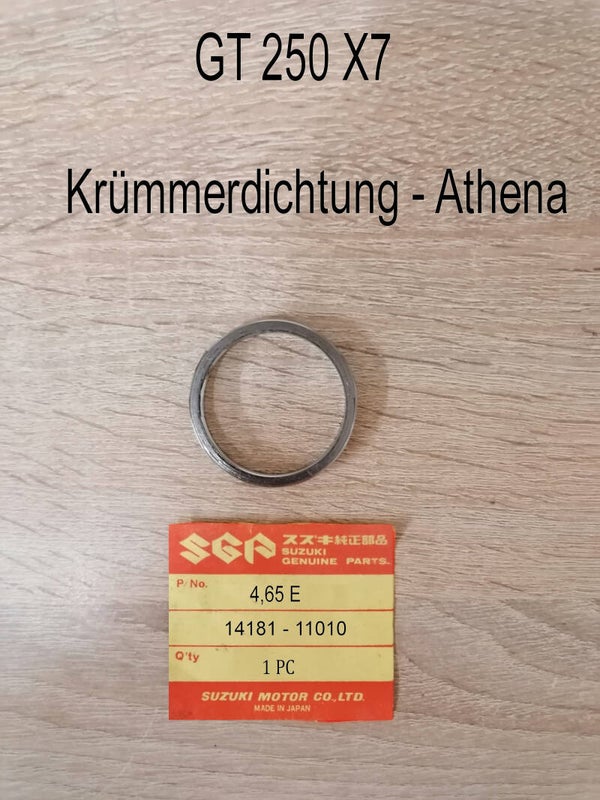 GT 250 X7
Krümmerdichtung - Athena
SGP スズキ純正部品
SUZUKI
GENUINE PARTS.
P/No.
4,65 E
14181 - 11010
Q'ty
1 PC
SUZUKI MOTOR CO.,LTD.
MADE IN JAPAN